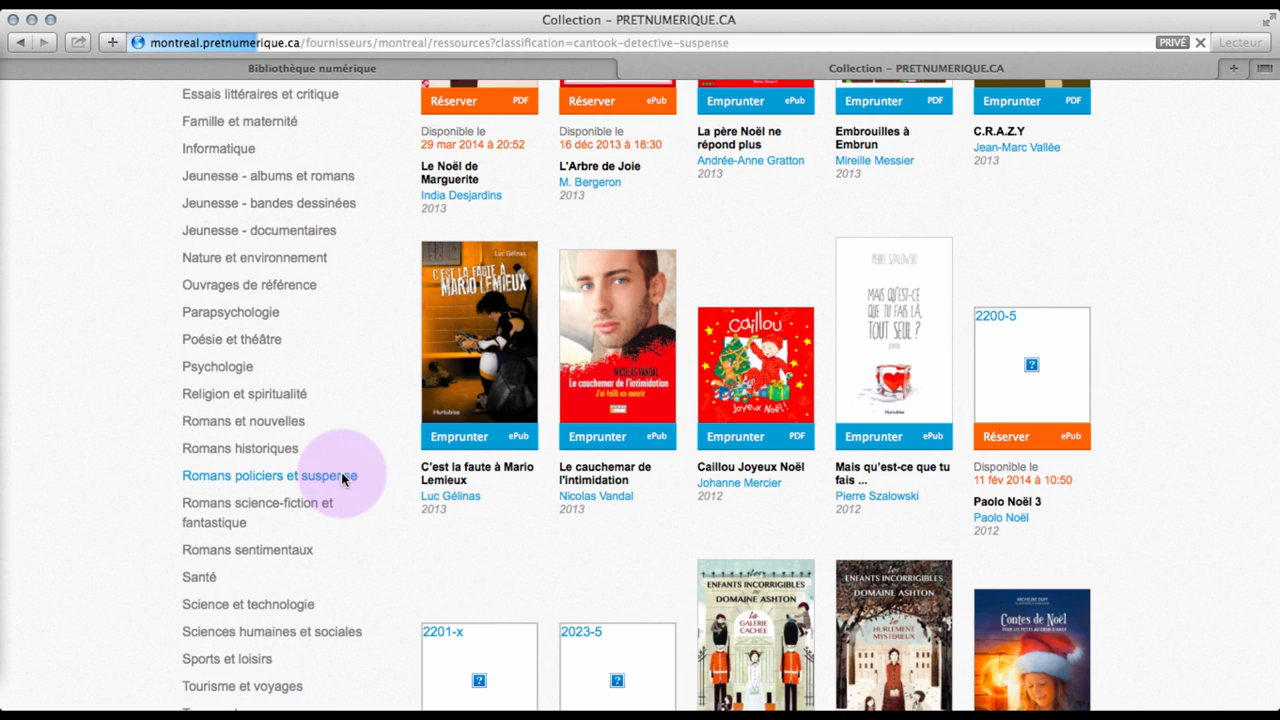 Collection – PRETNUMERIQUE.CA
montreal.pretnumerique.ca/fournisseurs/montreal/ressources?classification=cantook-detective-suspense
PRIVÉ
Lecteur
Bibliothèque numérique
Collection – PRETNUMERIQUE.CA
Essais littéraires et critique
Famille et maternité
Informatique
Jeunesse - albums et romans
Jeunesse - bandes dessinées
Jeunesse - documentaires
Nature et environnement
Ouvrages de référence
Parapsychologie
Poésie et théâtre
Psychologie
Religion et spiritualité
Romans et nouvelles
Romans historiques
Romans policiers et suspense
Romans science-fiction et
fantastique
Romans sentimentaux
Santé
Science et technologie
Sciences humaines et sociales
Sports et loisirs
Tourisme et voyages
Réserver PDF
Disponible le
29 mar 2014 à 20:52
Le Noël de
Marguerite
India Desjardins
2013
Réserver ePub
Disponible le
16 déc 2013 à 18:30
L'Arbre de Joie
M. Bergeron
2013
Emprunter ePub
La père Noël ne
répond plus
Andrée-Anne Gratton
2013
Emprunter PDF
Embrouilles à
Embrun
Mireille Messier
2013
Emprunter PDF
C.R.A.Z.Y
Jean-Marc Vallée
2013
Luc Gélinas
C'EST LA FAUTE À
MARIO LEMIEUX
Hurtubise
Emprunter ePub
C'est la faute à Mario
Lemieux
Luc Gélinas
2013
NICOLAS VANDAL
Le cauchemar de l'intimidation
J'ai failli en mourir
Emprunter ePub
Le cauchemar de
l'intimidation
Nicolas Vandal
2013
Caillou
Joyeux Noël!
Emprunter PDF
Caillou Joyeux Noël
Johanne Mercier
2012
PIERRE SZALOWSKI
MAIS QU'EST-CE
QUE TU FAIS LÀ,
TOUT SEUL ?
Hurtubise
Emprunter ePub
Mais qu'est-ce que tu
fais ...
Pierre Szalowski
2012
2200-5
Réserver ePub
Disponible le
11 fév 2014 à 10:50
Paolo Noël 3
Paolo Noël
2012
2201-x
2023-5
Les
ENFANTS INCORRIGIBLES
DU
DOMAINE ASHTON
la
GALERIE
CACHÉE
Les
ENFANTS INCORRIGIBLES
DU
DOMAINE ASHTON
le
HURLEMENT
MYSTÉRIEUX
MICHELINE DUFF
Contes de Noël